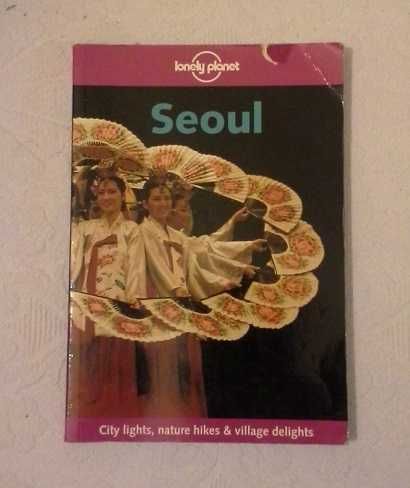 lonely planet
Seoul
City lights, nature hikes & village delights